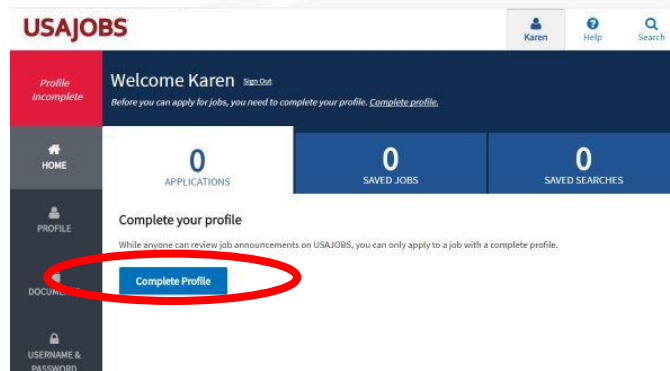 USAJOBS
Karen
Help
Search
Profile
Incomplete
Welcome Karen Sign Out
Before you can apply for jobs, you need to complete your profile. Complete profile.
HOME
0
APPLICATIONS
0
SAVED JOBS
0
SAVED SEARCHES
PROFILE
Complete your profile
While anyone can review job announcements on USAJOBS, you can only apply to a job with a complete profile.
Complete Profile
USERNAME &
PASSWORD